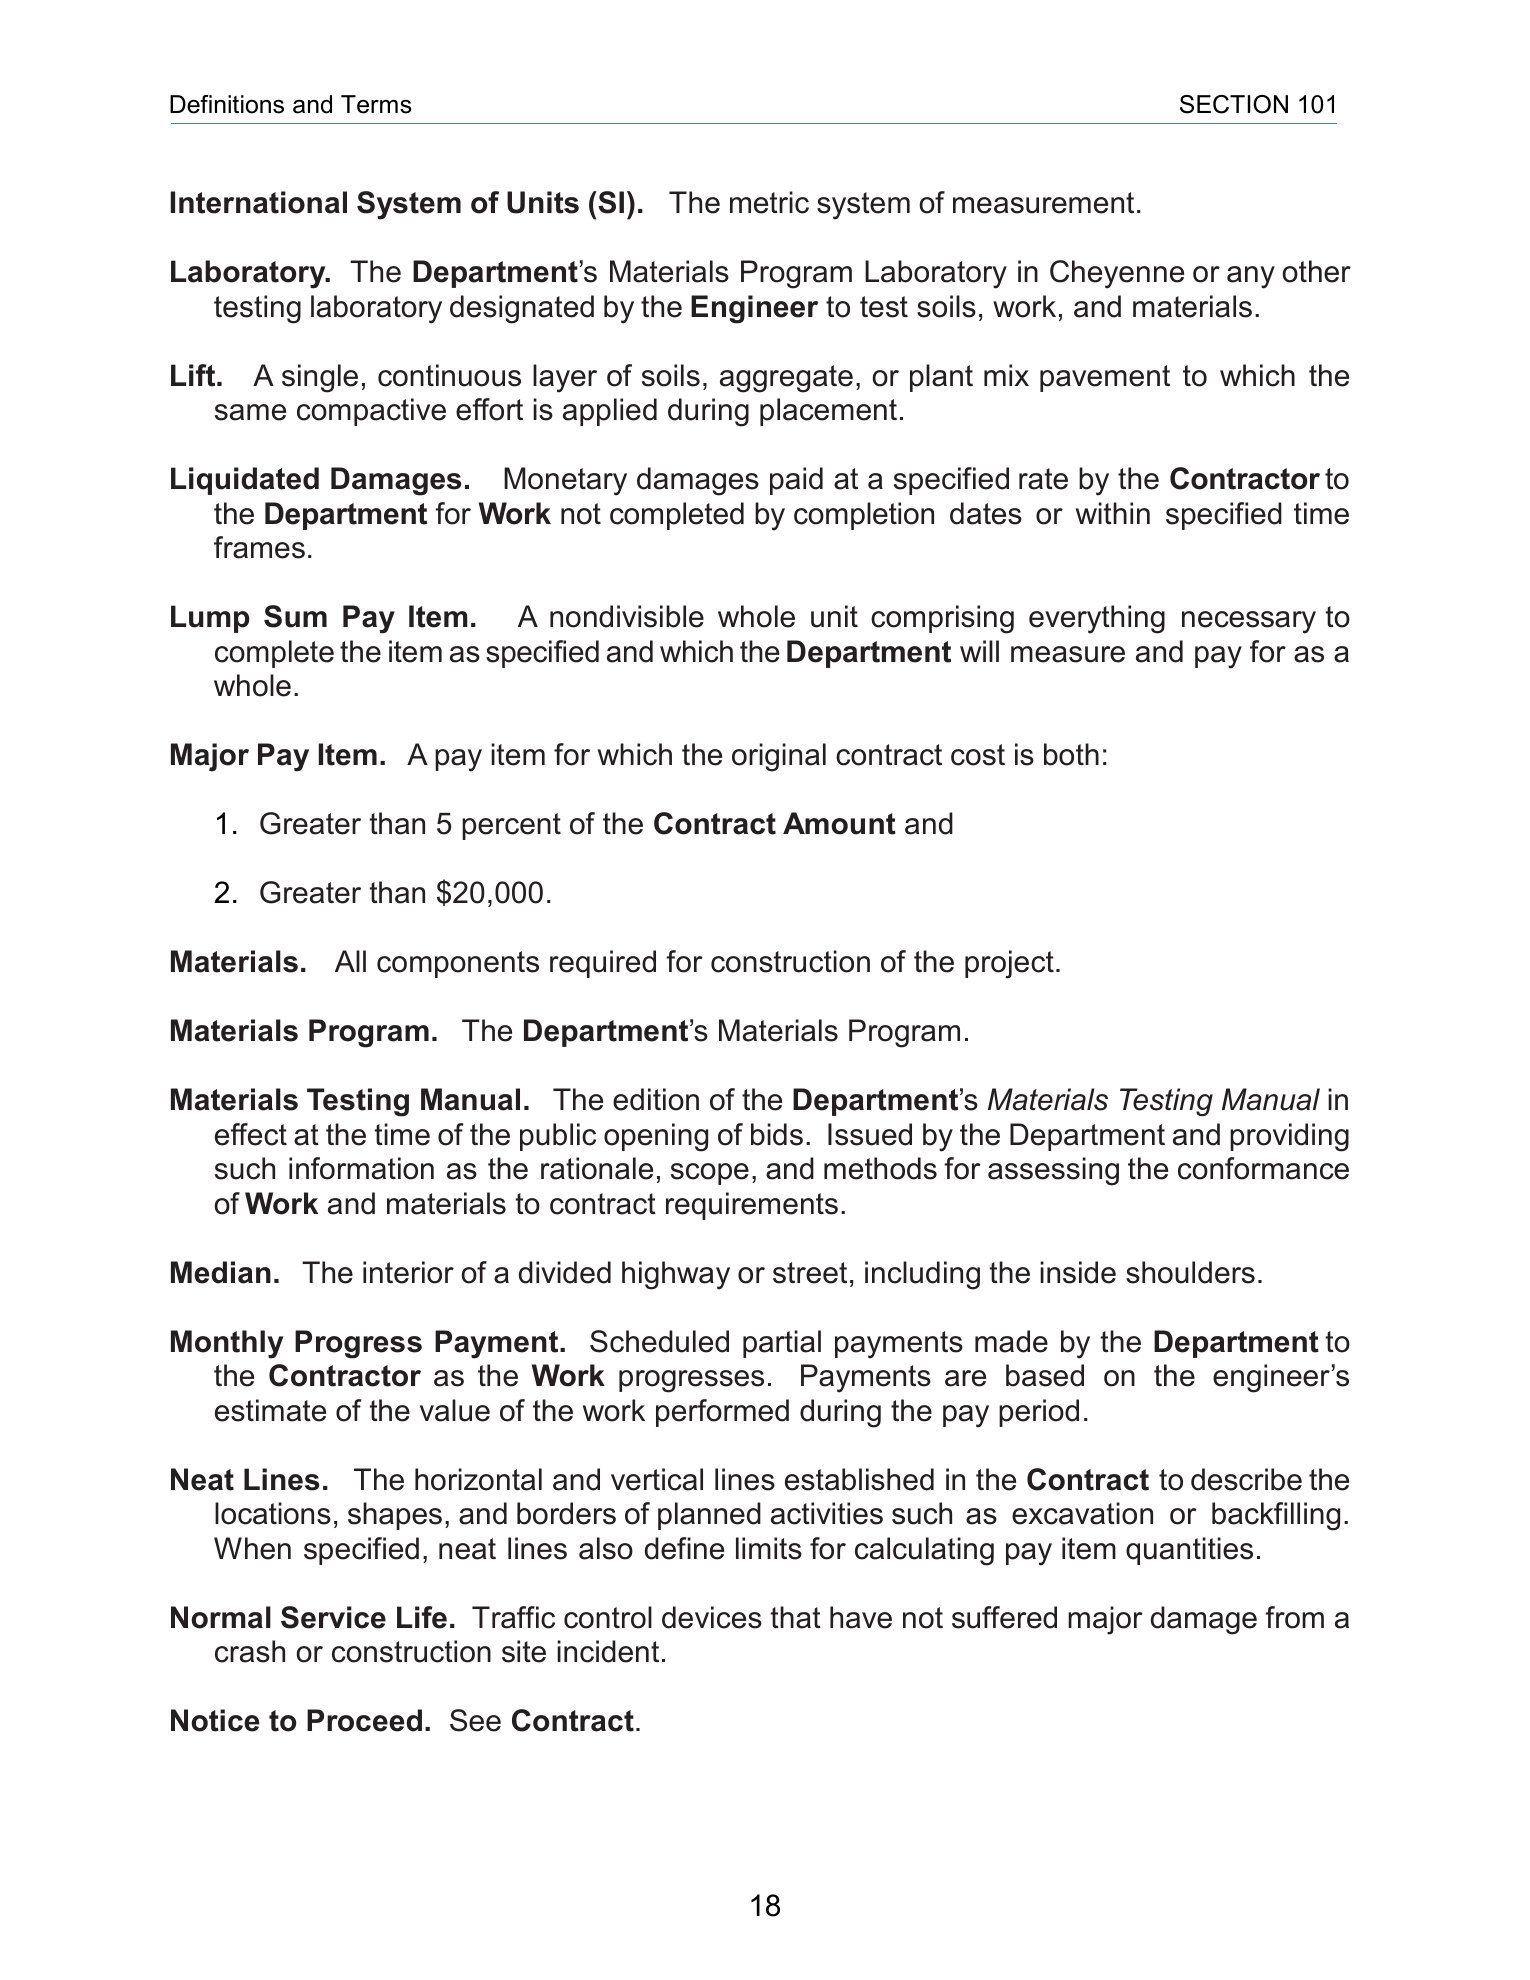 Definitions and Terms SECTION 101
International System of Units (SI). The metric system of measurement.
Laboratory. The Department’s Materials Program Laboratory in Cheyenne or any other
testing laboratory designated by the Engineer to test soils, work, and materials.
Lift. A single, continuous layer of soils, aggregate, or plant mix pavement to which the
same compactive effort is applied during placement.
Liquidated Damages. Monetary damages paid at a specified rate by the Contractor to
the Department for Work not completed by completion dates or within specified time
frames.
Lump Sum Pay Item. A nondivisible whole unit comprising everything necessary to
complete the item as specified and which the Department will measure and pay for as a
whole.
Major Pay Item. A pay item for which the original contract cost is both:
1. Greater than 5 percent of the Contract Amount and
2. Greater than $20,000.
Materials. All components required for construction of the project.
Materials Program. The Department’s Materials Program.
Materials Testing Manual. The edition of the Department’s Materials Testing Manual in
effect at the time of the public opening of bids. Issued by the Department and providing
such information as the rationale, scope, and methods for assessing the conformance
of Work and materials to contract requirements.
Median. The interior of a divided highway or street, including the inside shoulders.
Monthly Progress Payment. Scheduled partial payments made by the Department to
the Contractor as the Work progresses. Payments are based on the engineer’s
estimate of the value of the work performed during the pay period.
Neat Lines. The horizontal and vertical lines established in the Contract to describe the
locations, shapes, and borders of planned activities such as excavation or backfilling.
When specified, neat lines also define limits for calculating pay item quantities.
Normal Service Life. Traffic control devices that have not suffered major damage from a
crash or construction site incident.
Notice to Proceed. See Contract.
18